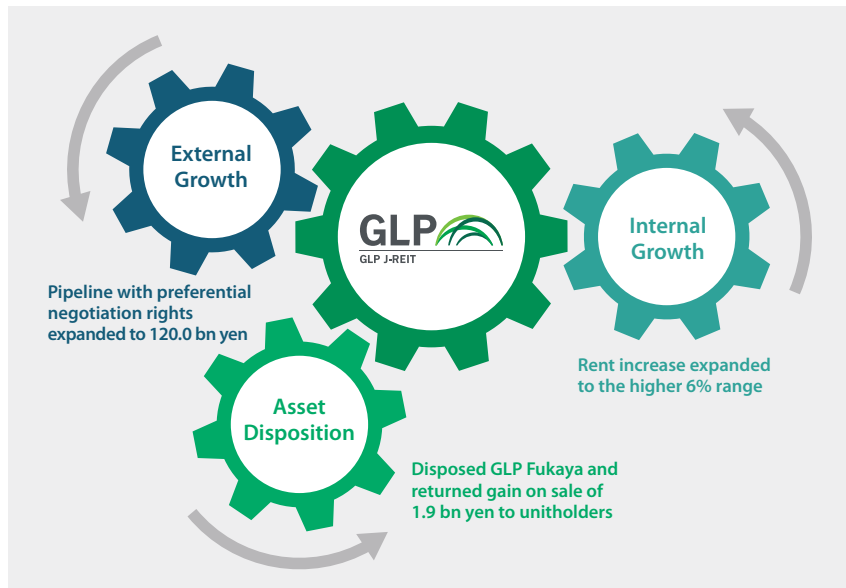 External
Growth
Pipeline with preferential
negotiation rights
expanded to 120.0 bn yen
GLP
GLP J-REIT
Internal
Growth
Rent increase expanded
to the higher 6% range
Asset
Disposition
Disposed GLP Fukaya and
returned gain on sale of
1.9 bn yen to unitholders